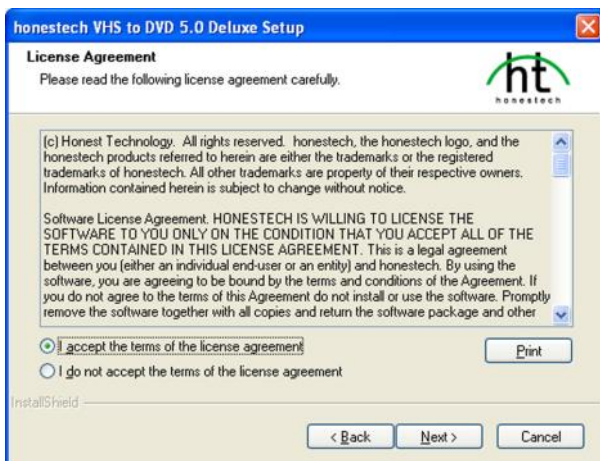 honestech VHS to DVD 5.0 Deluxe Setup
License Agreement
Please read the following license agreement carefully.
ht
honestech
(c) Honest Technology. All rights reserved. honestech, the honestech logo, and the
honestech products referred to herein are either the trademarks or the registered
trademarks of honestech. All other trademarks are property of their respective owners.
Information contained herein is subject to change without notice.
Software License Agreement. HONESTECH IS WILLING TO LICENSE THE
SOFTWARE TO YOU ONLY ON THE CONDITION THAT YOU ACCEPT ALL OF THE
TERMS CONTAINED IN THIS LICENSE AGREEMENT. This is a legal agreement
between you (either an individual end-user or an entity) and honestech. By using the
software, you are agreeing to be bound by the terms and conditions of the Agreement. If
you do not agree to the terms of this Agreement do not install or use the software. Promptly
remove the software together with all copies and return the software package and other
I accept the terms of the license agreement
Print
I do not accept the terms of the license agreement
InstallShield
< Back
Next >
Cancel